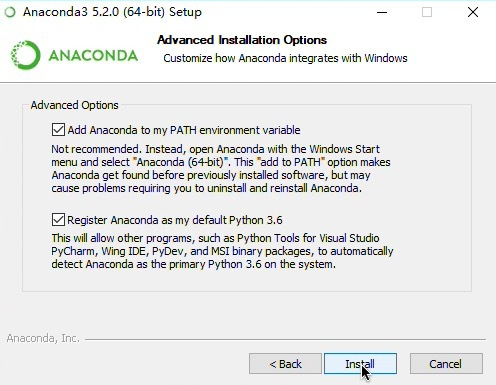 Anaconda3 5.2.0 (64-bit) Setup
ANACONDA
Advanced Installation Options
Customize how Anaconda integrates with Windows
Advanced Options
Add Anaconda to my PATH environment variable
Not recommended. Instead, open Anaconda with the Windows Start
menu and select "Anaconda (64-bit)". This "add to PATH" option makes
Anaconda get found before previously installed software, but may
cause problems requiring you to uninstall and reinstall Anaconda.
Register Anaconda as my default Python 3.6
This will allow other programs, such as Python Tools for Visual Studio
PyCharm, Wing IDE, PyDev, and MSI binary packages, to automatically
detect Anaconda as the primary Python 3.6 on the system.
Anaconda, Inc.
< Back
Install
Cancel